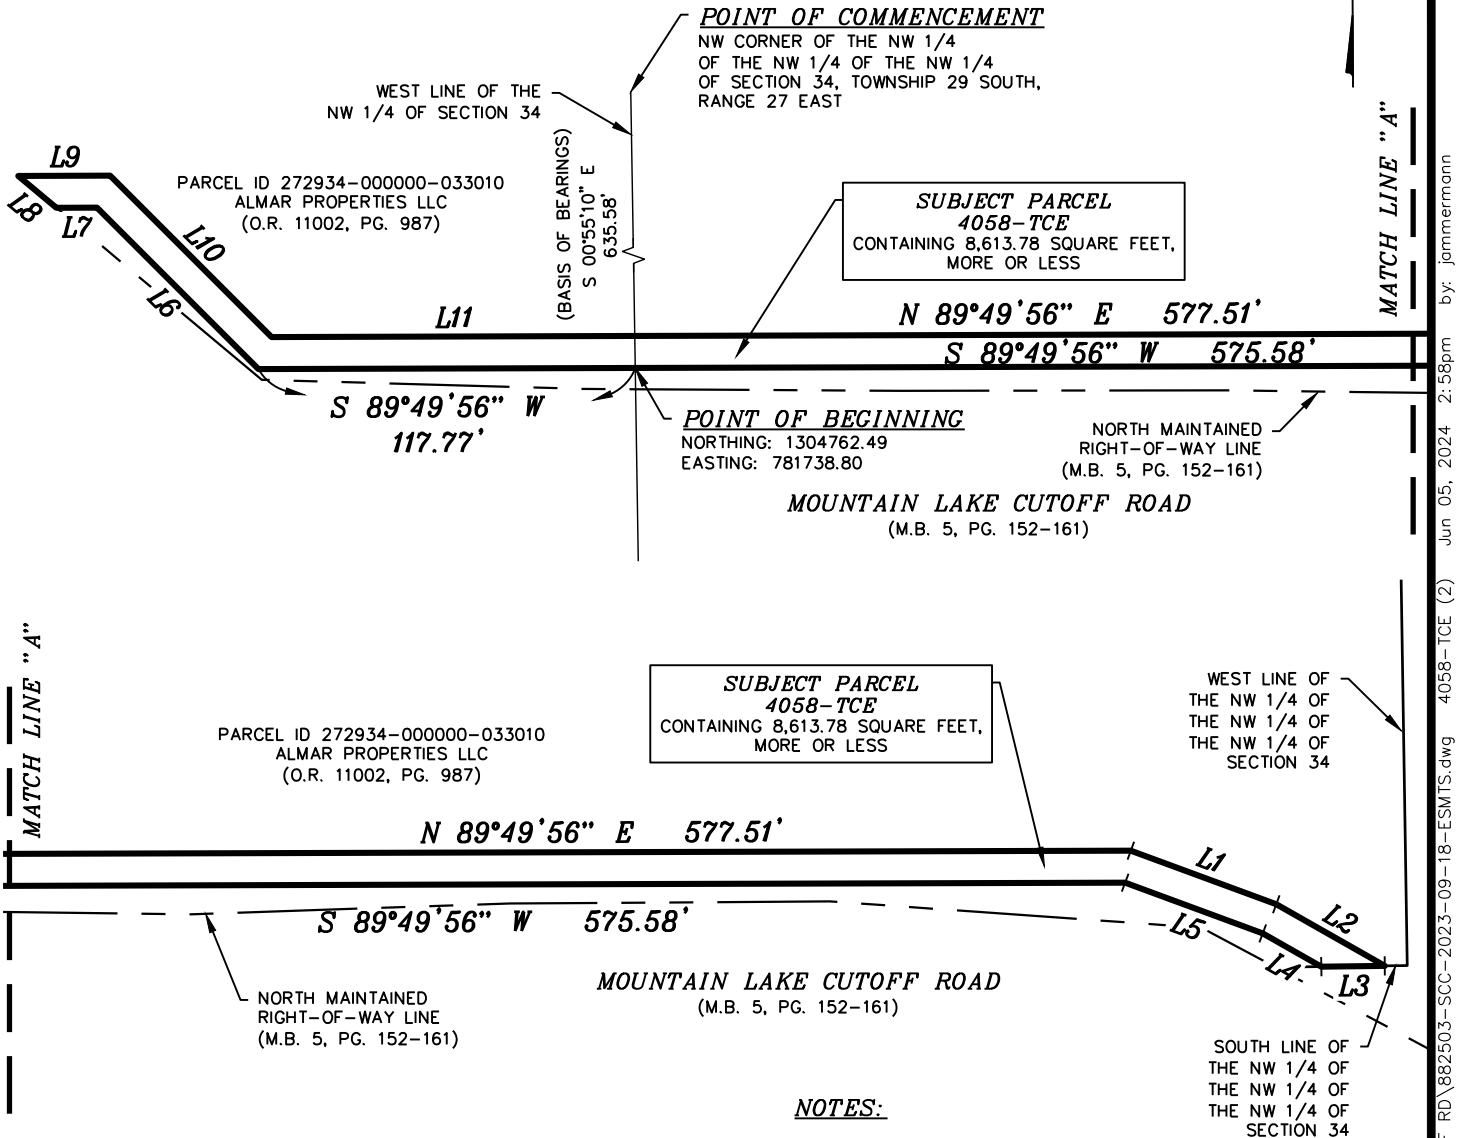 POINT OF COMMENCEMENT
NW CORNER OF THE NW 1/4
OF THE NW 1/4 OF THE NW 1/4
OF SECTION 34, TOWNSHIP 29 SOUTH,
RANGE 27 EAST
WEST LINE OF THE
NW 1/4 OF SECTION 34
(BASIS OF BEARINGS)
S 00°55'10" E
635.58'
MATCH LINE "A"
L9
L8
L7
L10
L6
L11
PARCEL ID 272934-000000-033010
ALMAR PROPERTIES LLC
(O.R. 11002, PG. 987)
SUBJECT PARCEL
4058-TCE
CONTAINING 8,613.78 SQUARE FEET,
MORE OR LESS
N 89°49'56" E 577.51'
S 89°49'56" W 575.58'
S 89°49'56" W
117.77'
POINT OF BEGINNING
NORTHING: 1304762.49
EASTING: 781738.80
NORTH MAINTAINED
RIGHT-OF-WAY LINE
(M.B. 5, PG. 152-161)
MOUNTAIN LAKE CUTOFF ROAD
(M.B. 5, PG. 152-161)
MATCH LINE "A"
PARCEL ID 272934-000000-033010
ALMAR PROPERTIES LLC
(O.R. 11002, PG. 987)
SUBJECT PARCEL
4058-TCE
CONTAINING 8,613.78 SQUARE FEET,
MORE OR LESS
WEST LINE OF
THE NW 1/4 OF
THE NW 1/4 OF
THE NW 1/4 OF
SECTION 34
N 89°49'56" E 577.51'
S 89°49'56" W 575.58'
L1
L2
L5
L4
L3
NORTH MAINTAINED
RIGHT-OF-WAY LINE
(M.B. 5, PG. 152-161)
MOUNTAIN LAKE CUTOFF ROAD
(M.B. 5, PG. 152-161)
SOUTH LINE OF
THE NW 1/4 OF
THE NW 1/4 OF
THE NW 1/4 OF
SECTION 34
NOTES:
RD\882503-SCC-2023-09-18-ESMTS.dwg 4058-TCE (2) Jun 05, 2024 2:58pm by: jammermann